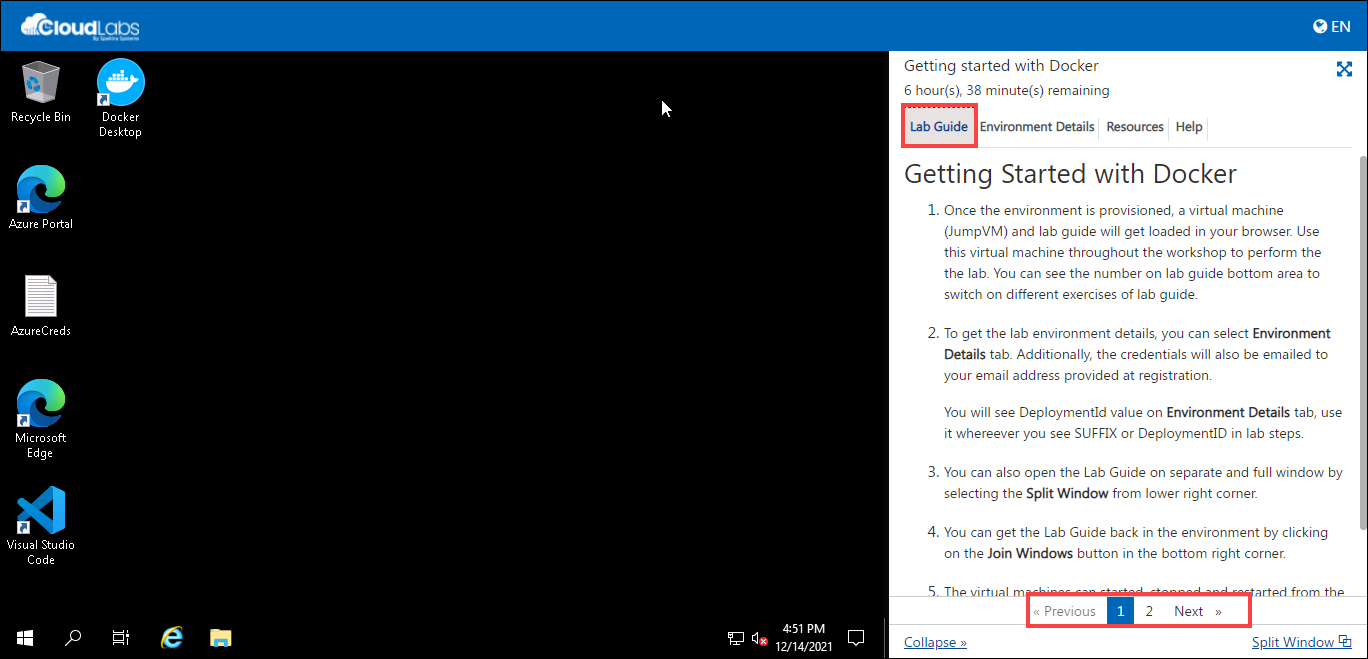 CloudLabs
By Spektra Systems
EN
Recycle Bin
Docker
Desktop
Azure Portal
AzureCreds
Microsoft
Edge
Visual Studio
Code
4:51 PM
12/14/2021
Getting started with Docker
6 hour(s), 38 minute(s) remaining
Lab Guide Environment Details Resources Help
Getting Started with Docker
1. Once the environment is provisioned, a virtual machine
(JumpVM) and lab guide will get loaded in your browser. Use
this virtual machine throughout the workshop to perform the
the lab. You can see the number on lab guide bottom area to
switch on different exercises of lab guide.
2. To get the lab environment details, you can select Environment
Details tab. Additionally, the credentials will also be emailed to
your email address provided at registration.
You will see DeploymentId value on Environment Details tab, use
it whereever you see SUFFIX or DeploymentID in lab steps.
3. You can also open the Lab Guide on separate and full window by
selecting the Split Window from lower right corner.
4. You can get the Lab Guide back in the environment by clicking
on the Join Windows button in the bottom right corner.
5. The virtual machines can started, stopped and restarted from the
« Previous 1 2 Next »
Collapse »
Split Window